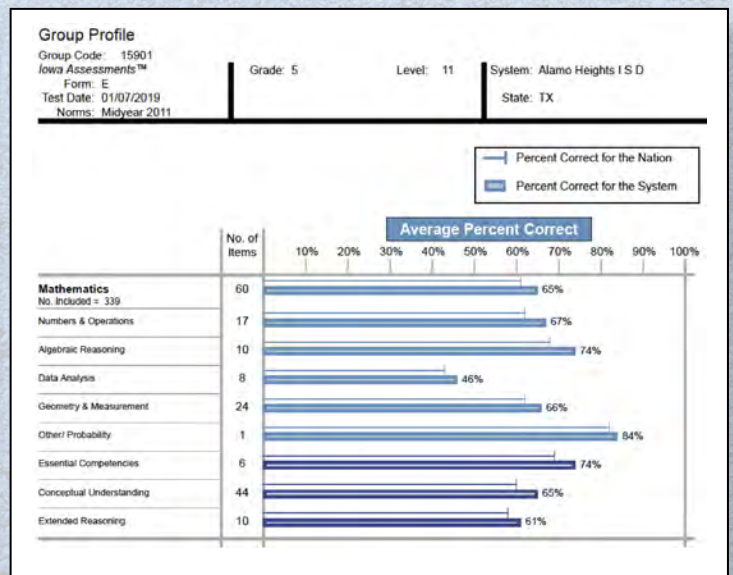 Group Profile
Group Code: 15901
Iowa Assessments™
Form: E
Test Date: 01/07/2019
Norms: Midyear 2011
Grade: 5
Level: 11
System: Alamo Heights I S D
State: TX
Percent Correct for the Nation
Percent Correct for the System
No. of
Items
Average Percent Correct
10% 20% 30% 40% 50% 60% 70% 80% 90% 100%
Mathematics 60 65%
No. Included = 339
Numbers & Operations 17 67%
Algebraic Reasoning 10 74%
Data Analysis 8 46%
Geometry & Measurement 24 66%
Other/ Probability 1 84%
Essential Competencies 6 74%
Conceptual Understanding 44 65%
Extended Reasoning 10 61%